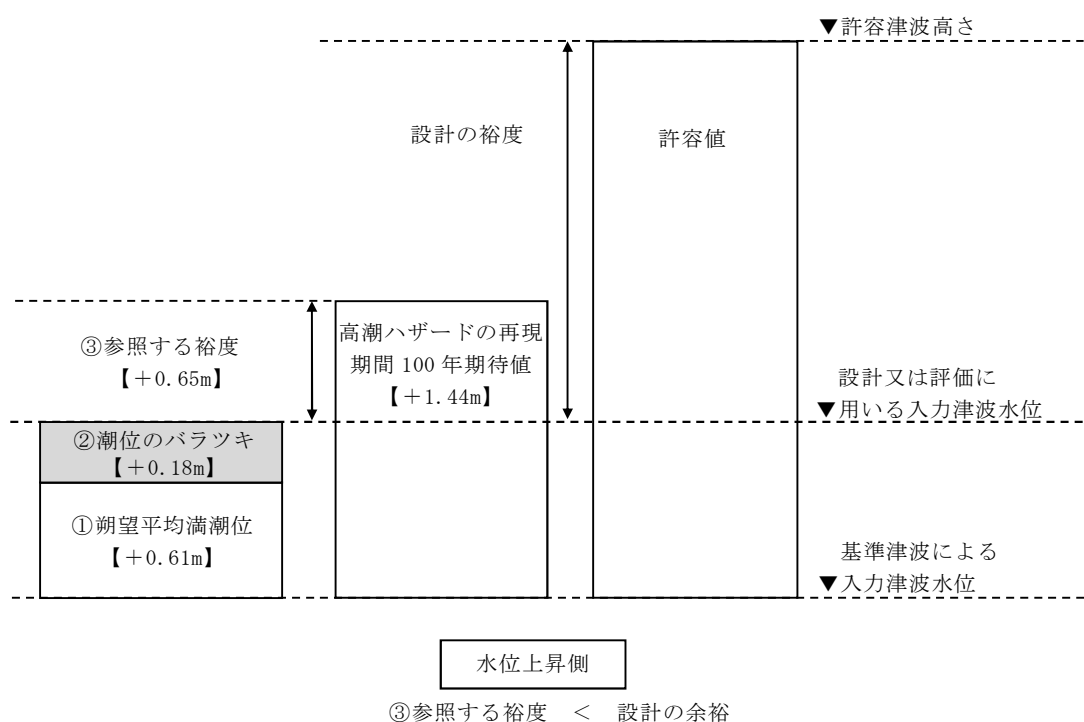 ▼許容津波高さ
設計の裕度
許容値
③参照する裕度
【＋0.65m】
高潮ハザードの再現
期間 100 年期待値
【＋1.44m】
設計又は評価に
▼用いる入力津波水位
②潮位のバラツキ
【＋0.18m】
①朔望平均満潮位
【＋0.61m】
基準津波による
▼入力津波水位
水位上昇側
③参照する裕度　＜　設計の余裕